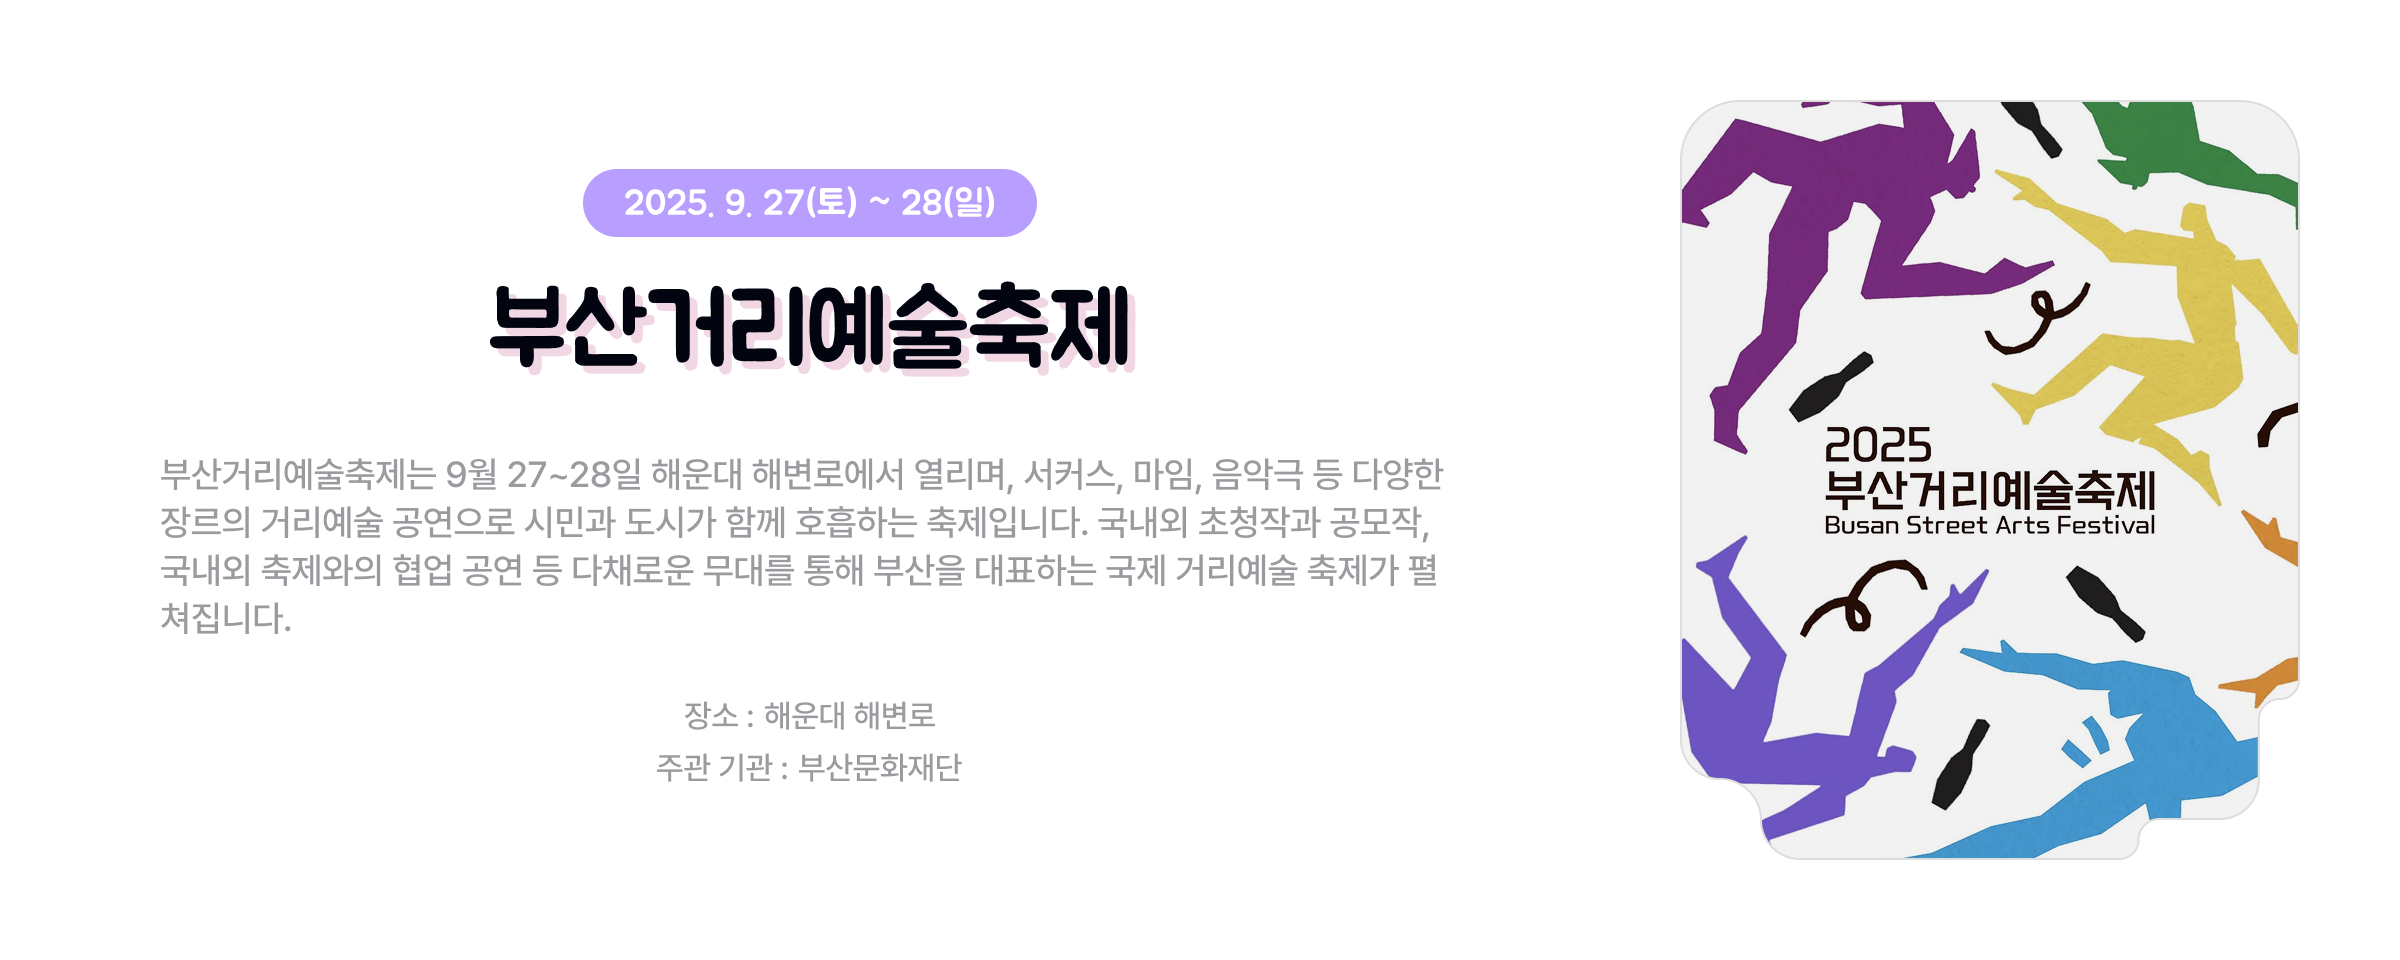 2025. 9. 27(토) ~ 28(일)
부산거리예술축제
부산거리예술축제는 9월 27~28일 해운대 해변로에서 열리며, 서커스, 마임, 음악극 등 다양한
장르의 거리예술 공연으로 시민과 도시가 함께 호흡하는 축제입니다. 국내외 초청작과 공모작,
국내외 축제와의 협업 공연 등 다채로운 무대를 통해 부산을 대표하는 국제 거리예술 축제가 펼
쳐집니다.
장소 : 해운대 해변로
주관 기관 : 부산문화재단
2025
부산거리예술축제
Busan Street Arts Festival